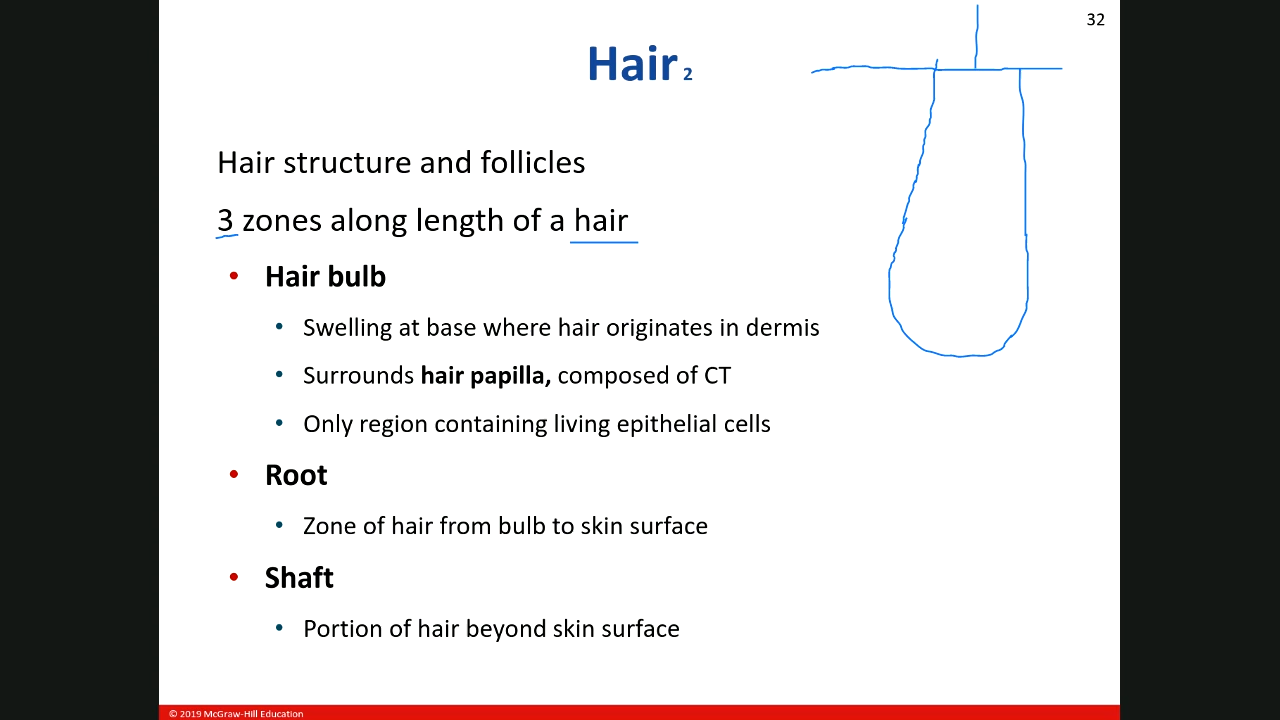 32
Hair 2
Hair structure and follicles
3 zones along length of a hair
• Hair bulb
• Swelling at base where hair originates in dermis
• Surrounds hair papilla, composed of CT
• Only region containing living epithelial cells
• Root
• Zone of hair from bulb to skin surface
• Shaft
• Portion of hair beyond skin surface
© 2019 McGraw-Hill Education